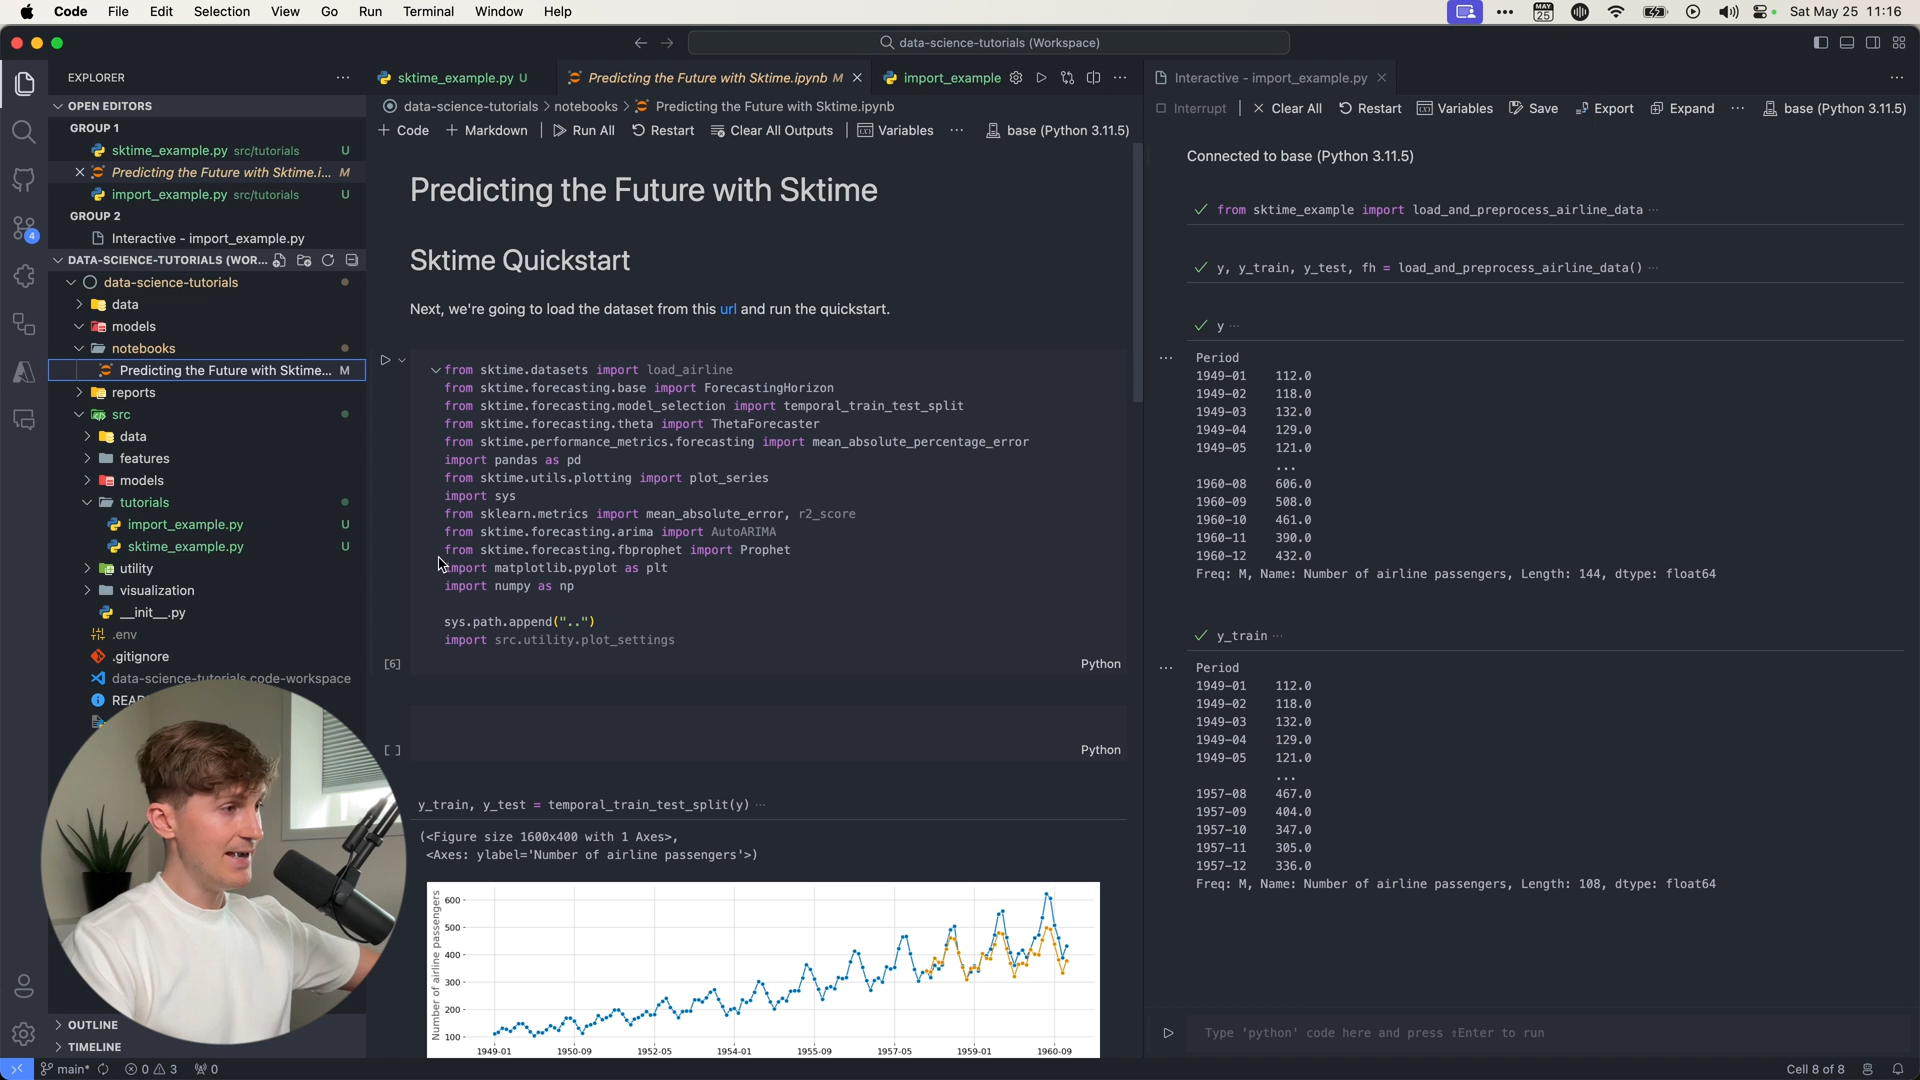 Code File Edit Selection View Go Run Terminal Window Help
MAY 25
Sat May 25 11:16
data-science-tutorials (Workspace)
EXPLORER
sktime_example.py U
Predicting the Future with Sktime.ipynb M
import_example
Interactive - import_example.py
OPEN EDITORS
GROUP 1
sktime_example.py src/tutorials U
Predicting the Future with Sktime.i... M
import_example.py src/tutorials U
GROUP 2
Interactive - import_example.py
DATA-SCIENCE-TUTORIALS (WOR...
data-science-tutorials
data
models
notebooks
Predicting the Future with Sktime... M
reports
src
data
features
models
tutorials
import_example.py U
sktime_example.py U
utility
visualization
__init__.py
.env
.gitignore
data-science-tutorials.code-workspace
OUTLINE
TIMELINE
data-science-tutorials > notebooks > Predicting the Future with Sktime.ipynb
+ Code + Markdown Run All Restart Clear All Outputs Variables ... base (Python 3.11.5)
Predicting the Future with Sktime
Sktime Quickstart
Next, we're going to load the dataset from this url and run the quickstart.
from sktime.datasets import load_airline
from sktime.forecasting.base import ForecastingHorizon
from sktime.forecasting.model_selection import temporal_train_test_split
from sktime.forecasting.theta import ThetaForecaster
from sktime.performance_metrics.forecasting import mean_absolute_percentage_error
import pandas as pd
from sktime.utils.plotting import plot_series
import sys
from sklearn.metrics import mean_absolute_error, r2_score
from sktime.forecasting.arima import AutoARIMA
from sktime.forecasting.fbprophet import Prophet
import matplotlib.pyplot as plt
import numpy as np
sys.path.append("..")
import src.utility.plot_settings
[6] Python
[ ] Python
y_train, y_test = temporal_train_test_split(y) ...
(<Figure size 1600x400 with 1 Axes>,
<Axes: ylabel='Number of airline passengers'>)
Number of airline passengers
600
500
400
300
200
100
1949-01 1950-09 1952-05 1954-01 1955-09 1957-05 1959-01 1960-09
Interrupt Clear All Restart Variables Save Export Expand ... base (Python 3.11.5)
Connected to base (Python 3.11.5)
from sktime_example import load_and_preprocess_airline_data ...
y, y_train, y_test, fh = load_and_preprocess_airline_data() ...
y ...
Period
1949-01 112.0
1949-02 118.0
1949-03 132.0
1949-04 129.0
1949-05 121.0
...
1960-08 606.0
1960-09 508.0
1960-10 461.0
1960-11 390.0
1960-12 432.0
Freq: M, Name: Number of airline passengers, Length: 144, dtype: float64
y_train ...
Period
1949-01 112.0
1949-02 118.0
1949-03 132.0
1949-04 129.0
1949-05 121.0
...
1957-08 467.0
1957-09 404.0
1957-10 347.0
1957-11 305.0
1957-12 336.0
Freq: M, Name: Number of airline passengers, Length: 108, dtype: float64
Type 'python' code here and press ⇧Enter to run
main* 0 3 0
Cell 8 of 8
4